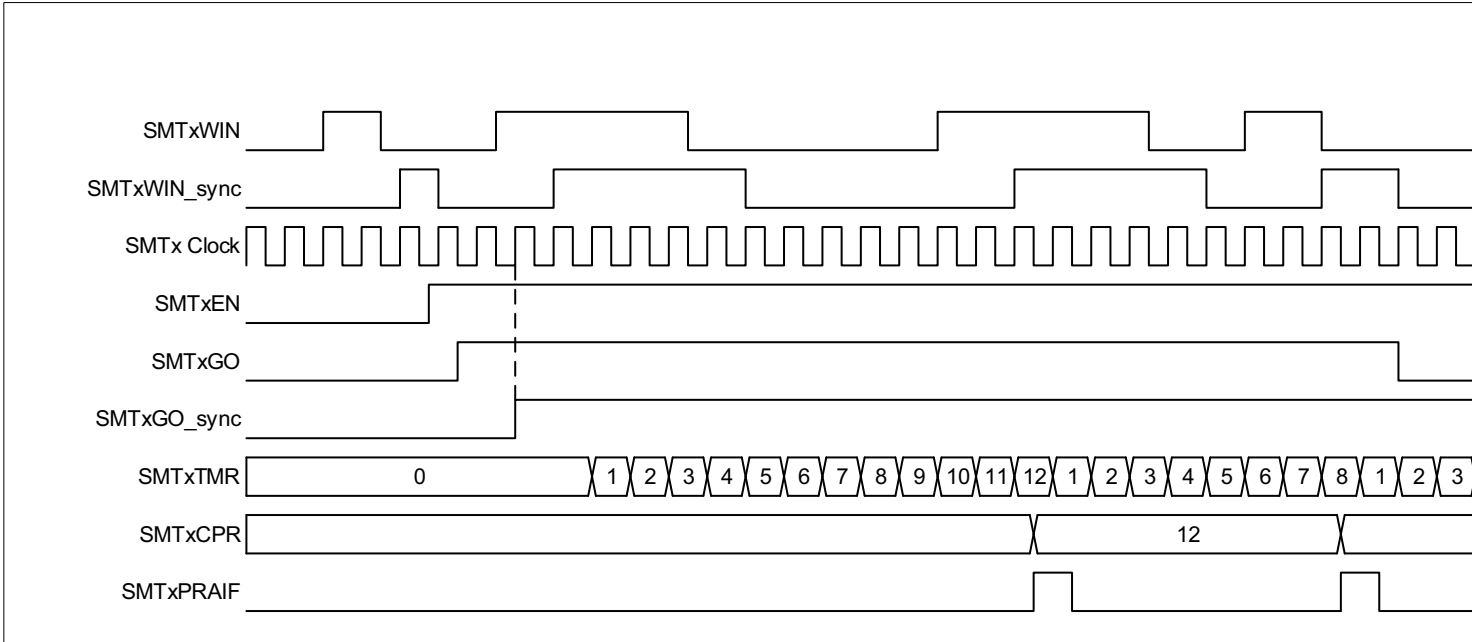 SMTxWIN
SMTxWIN_sync
SMTx Clock
SMTxEN
SMTxGO
SMTxGO_sync
SMTxTMR 0 1 2 3 4 5 6 7 8 9 10 11 12 1 2 3 4 5 6 7 8 1 2 3
SMTxCPR 12
SMTxPRAIF